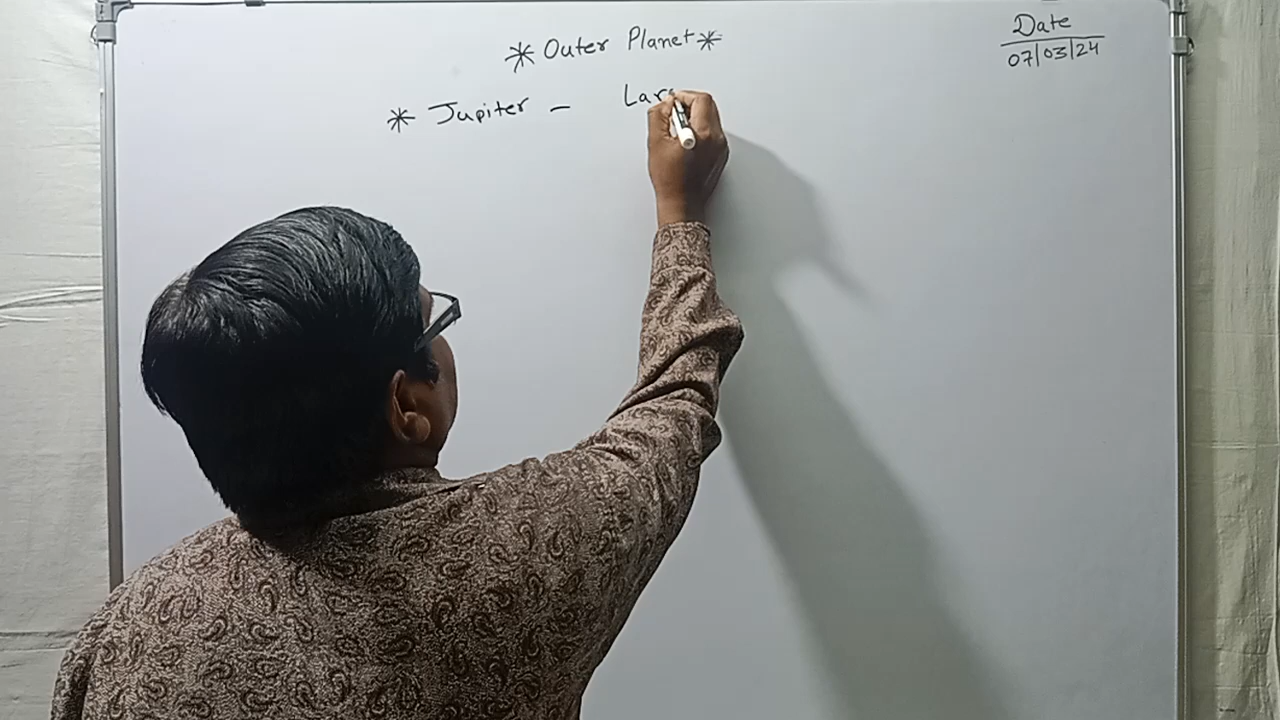 * Outer Planet *
Date
07/03/24
* Jupiter - Lar